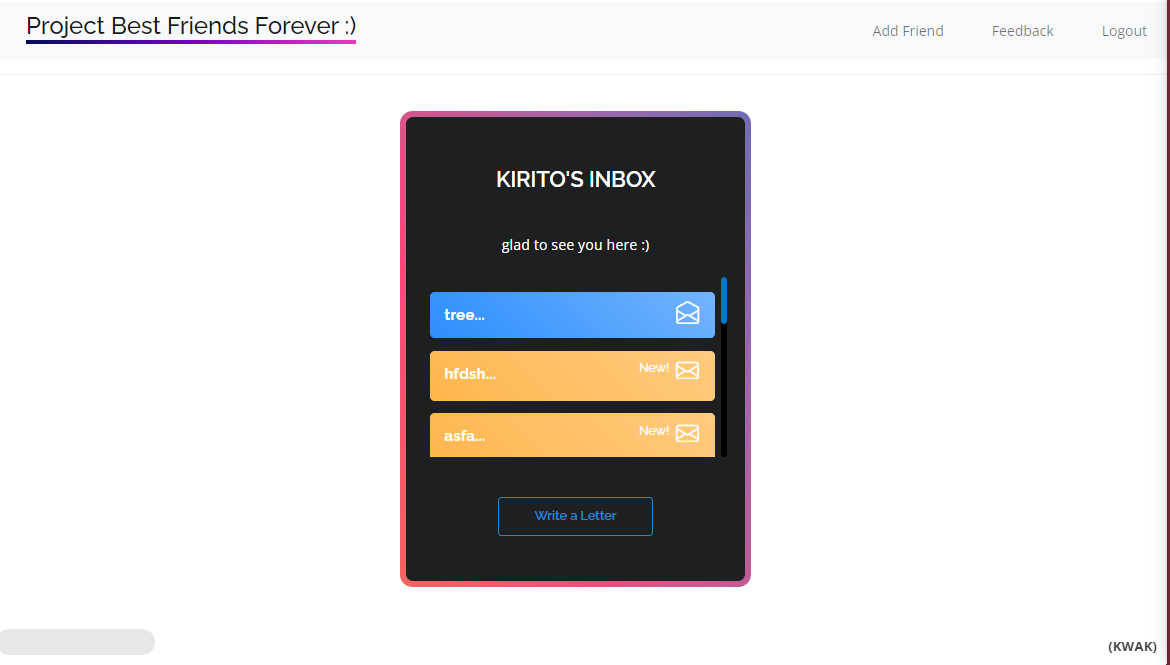 Project Best Friends Forever :)
Add Friend Feedback Logout
KIRITO'S INBOX
glad to see you here :)
tree...
hfdsh... New!
asfa... New!
Write a Letter
(KWAK)